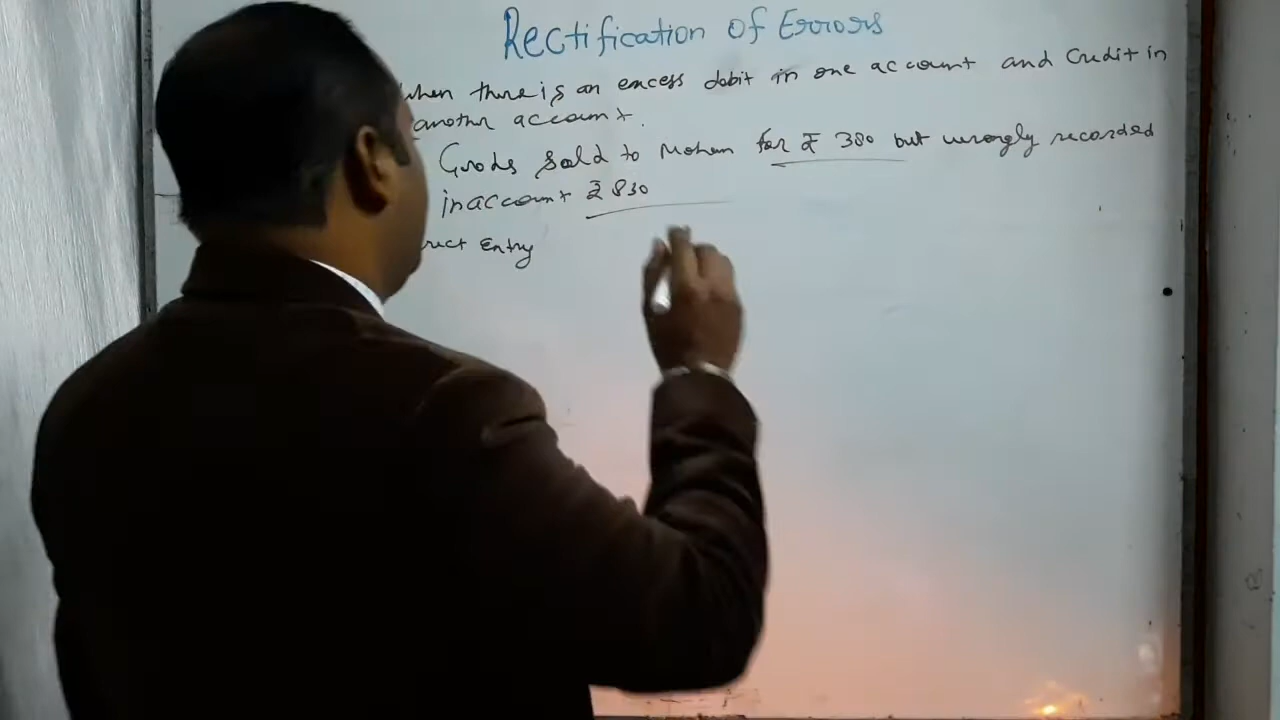 Rectification of Errors
when there is an excess debit in one account and Credit in
another account.
Goods sold to Mohan for ₹ 380 but wrongly recorded
in account ₹ 830
rect Entry